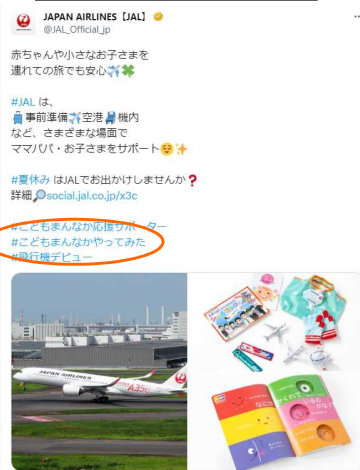 JAPAN AIRLINES【JAL】
@JAL_Official_jp
赤ちゃんや小さなお子さまを
連れての旅でも安心✈️🍀
#JAL は、
🧳事前準備✈️空港💺機内
など、さまざまな場面で
ママパパ・お子さまをサポート😌✨
#夏休み はJALでお出かけしませんか❓
詳細🔎social.jal.co.jp/x3c
#こどもまんなか応援サポーター
#こどもまんなかやってみた
#飛行機デビュー
JAPAN AIRLINES
A350